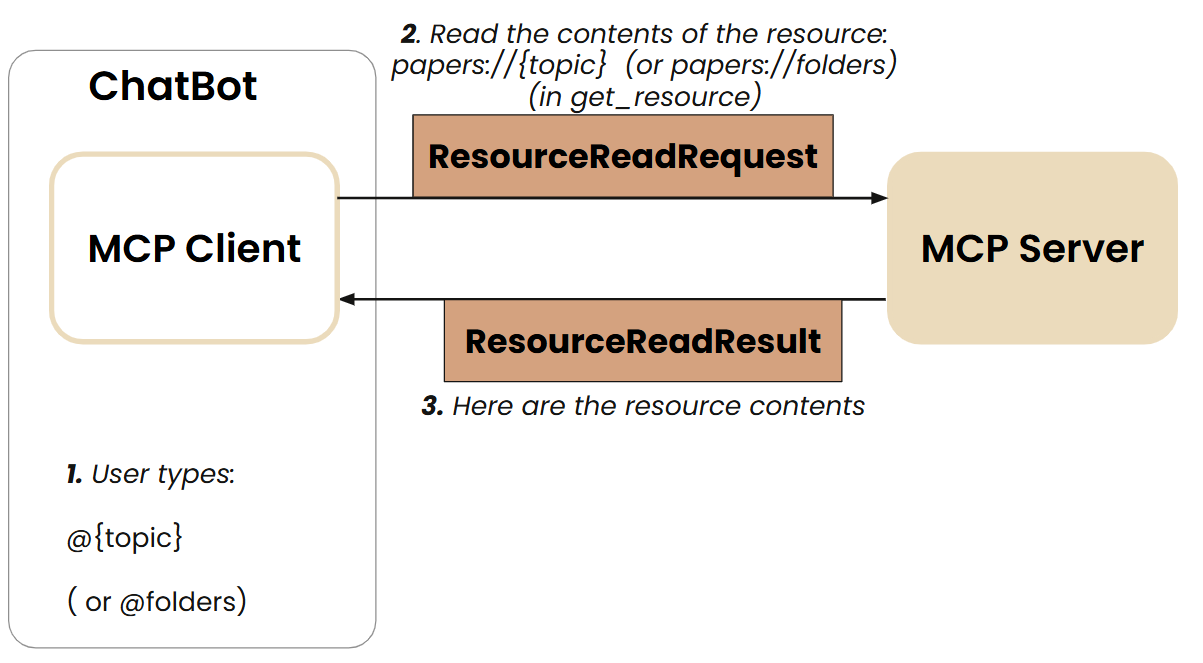 2. Read the contents of the resource:
papers://{topic} (or papers://folders)
(in get_resource)
ChatBot
ResourceReadRequest
MCP Client
MCP Server
ResourceReadResult
3. Here are the resource contents
1. User types:
@{topic}
( or @folders)